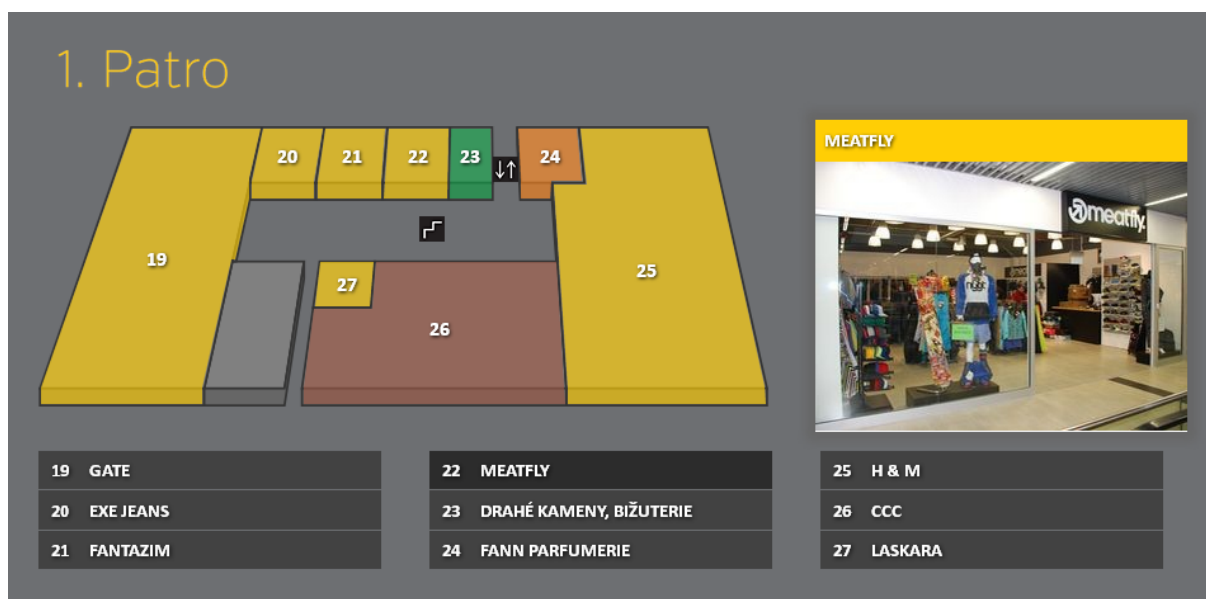 1. Patro
20 21 22 23 24
19 25
27
26
MEATFLY
meatfly.
19 GATE
20 EXE JEANS
21 FANTAZIM
22 MEATFLY
23 DRAHÉ KAMENY, BIŽUTERIE
24 FANN PARFUMERIE
25 H & M
26 CCC
27 LASKARA